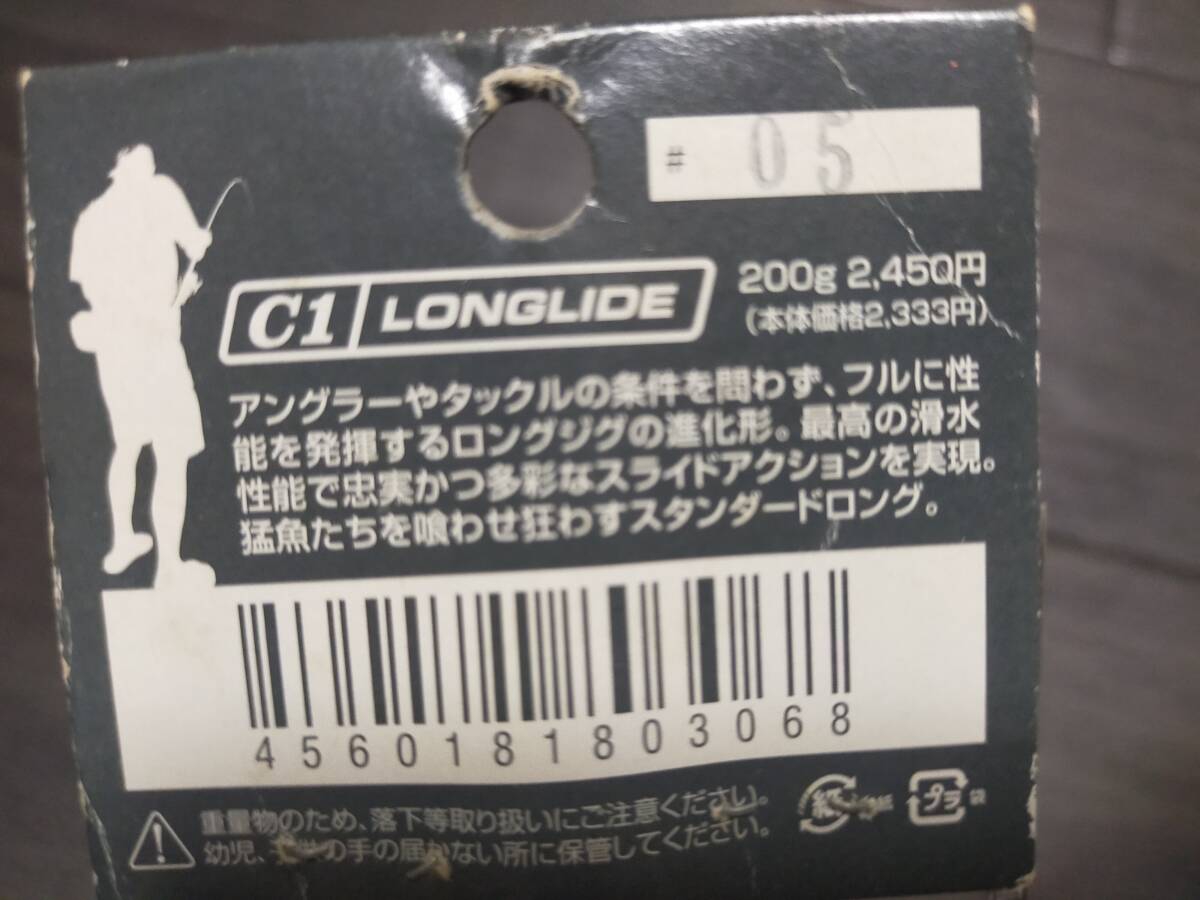 # 05
C1 LONGLIDE
200g 2,450円
(本体価格2,333円)
アングラーやタックルの条件を問わず、フルに性
能を発揮するロングジグの進化形。最高の滑水
性能で忠実かつ多彩なスライドアクションを実現。
猛魚たちを喰わせ狂わすスタンダードロング。
4560181803068
重量物のため、落下等取り扱いにご注意ください。
幼児、子供の手の届かない所に保管してください。
紙
プラ 袋